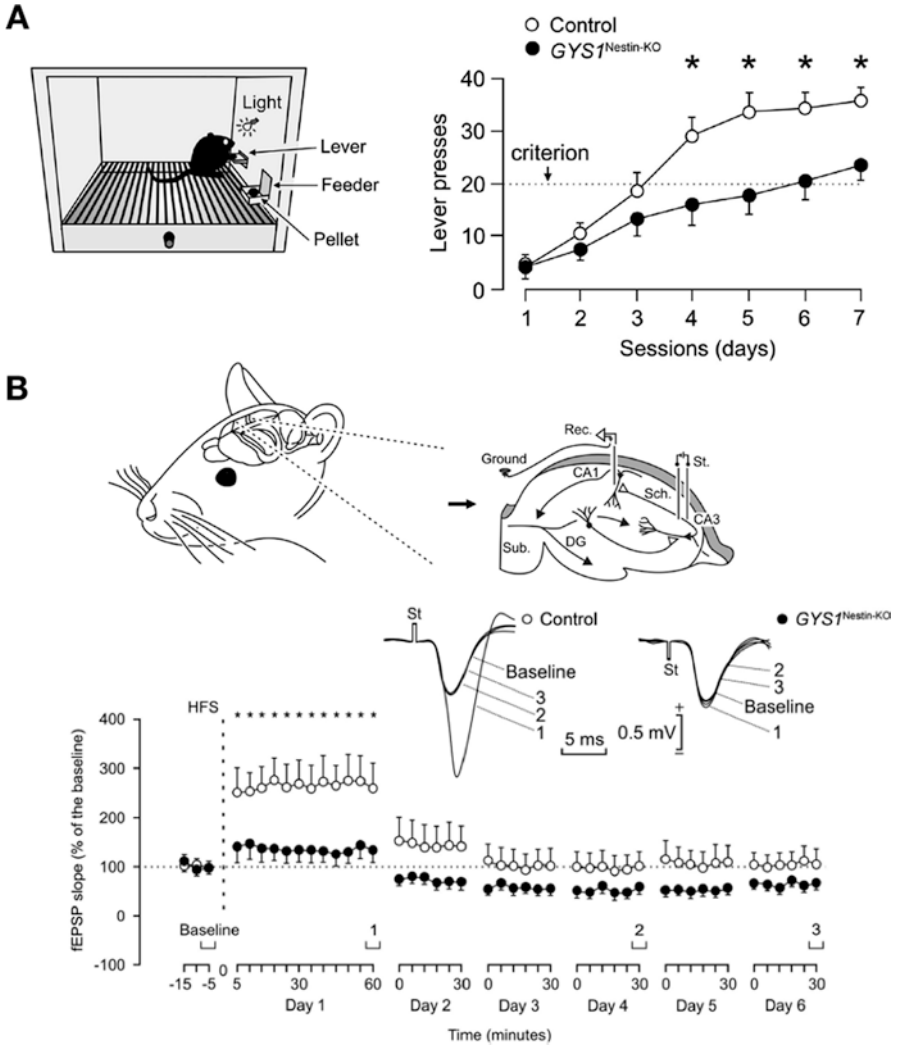 A
Light
Lever
Feeder
Pellet
Control
GYS1Nestin-KO
* * * *
Lever presses
40
30
20
10
0
criterion
1 2 3 4 5 6 7
Sessions (days)
B
Rec.
Ground
St.
CA1
Sch.
CA3
DG
Sub.
St
Control
Baseline
3
2
1
5 ms
0.5 mV
+
–
GYS1Nestin-KO
St
2
3
Baseline
1
HFS
* * * * * * * * * * * *
fEPSP slope (% of the baseline)
400
300
200
100
0
-100
Baseline
1
2
3
-15 -5 0 5 30 60 0 30 0 30 0 30 0 30 0 30
Day 1 Day 2 Day 3 Day 4 Day 5 Day 6
Time (minutes)